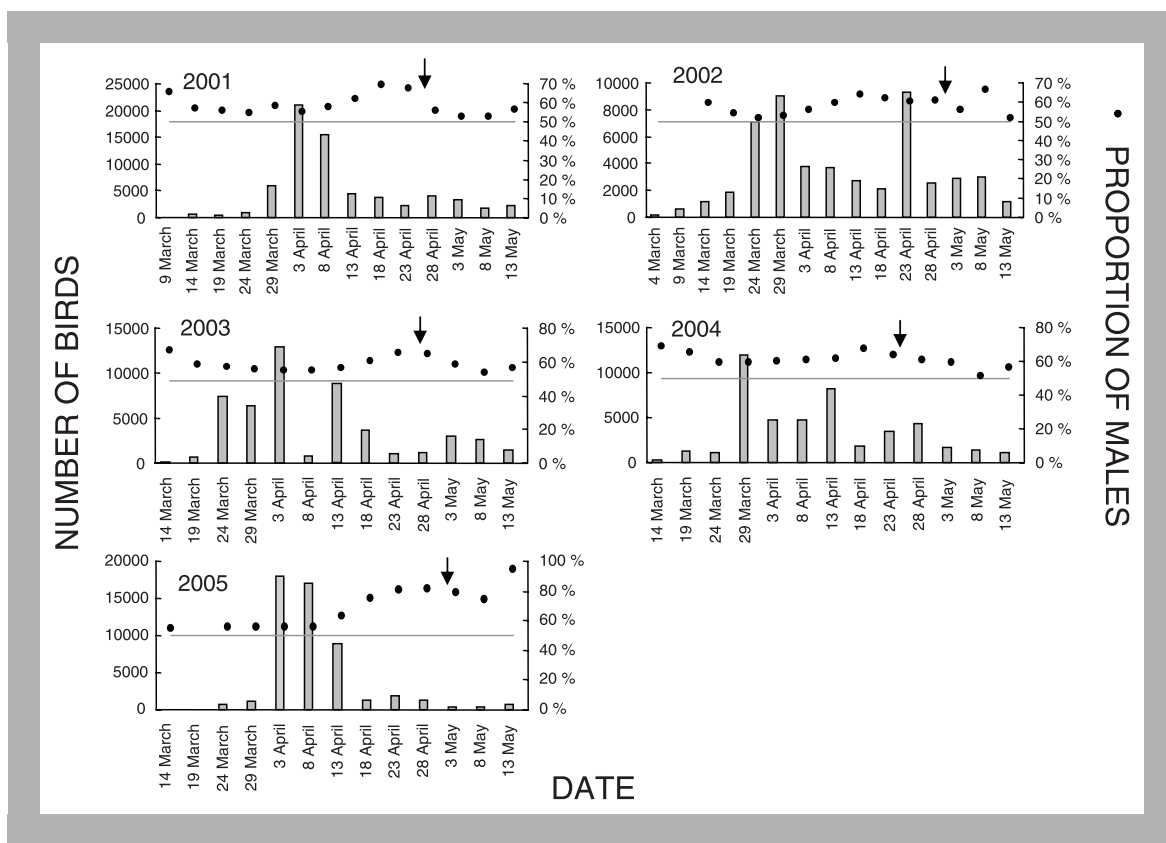 2001
25000
20000
15000
10000
5000
0
70 %
60 %
50 %
40 %
30 %
20 %
10 %
0 %
9 March
14 March
19 March
24 March
29 March
3 April
8 April
13 April
18 April
23 April
28 April
3 May
8 May
13 May
2002
10000
8000
6000
4000
2000
0
70 %
60 %
50 %
40 %
30 %
20 %
10 %
0 %
4 March
9 March
14 March
19 March
24 March
29 March
3 April
8 April
13 April
18 April
23 April
28 April
3 May
8 May
13 May
2003
15000
10000
5000
0
80 %
60 %
40 %
20 %
0 %
14 March
19 March
24 March
29 March
3 April
8 April
13 April
18 April
23 April
28 April
3 May
8 May
13 May
2004
15000
10000
5000
0
80 %
60 %
40 %
20 %
0 %
14 March
19 March
24 March
29 March
3 April
8 April
13 April
18 April
23 April
28 April
3 May
8 May
13 May
2005
20000
15000
10000
5000
0
100 %
80 %
60 %
40 %
20 %
0 %
14 March
19 March
24 March
29 March
3 April
8 April
13 April
18 April
23 April
28 April
3 May
8 May
13 May
NUMBER OF BIRDS
PROPORTION OF MALES
DATE